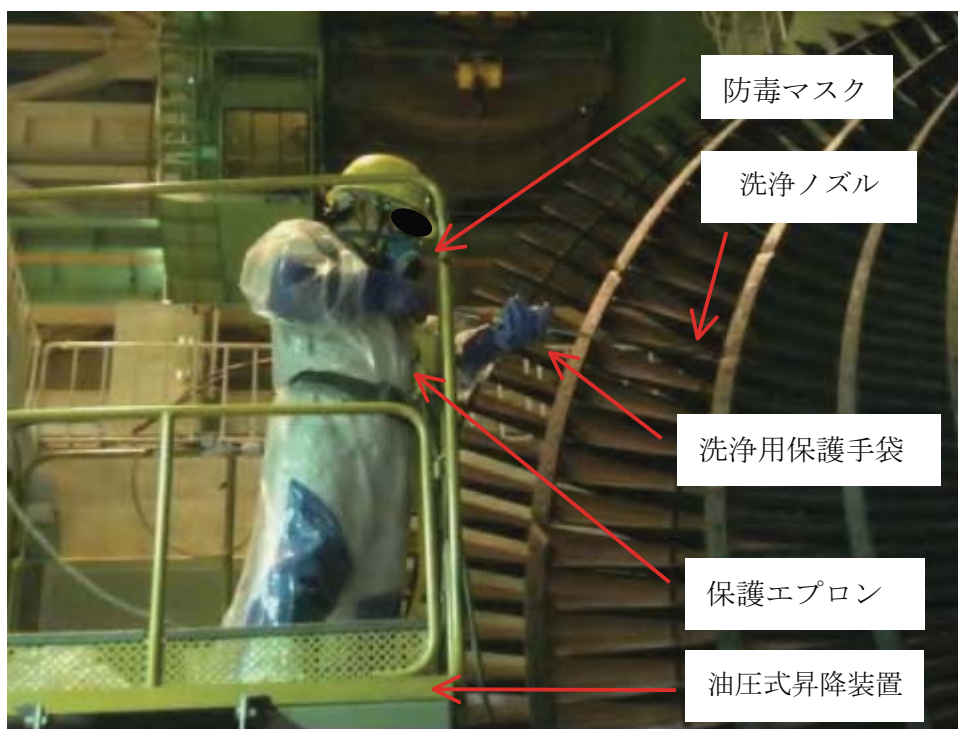 防毒マスク
洗浄ノズル
洗浄用保護手袋
保護エプロン
油圧式昇降装置